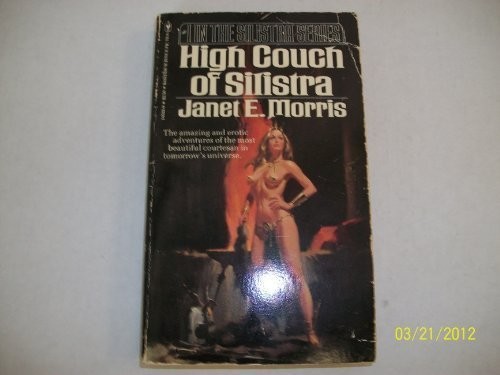 #1 IN THE SILISTRA SERIES
High Couch
of Silistra
Janet E. Morris
The amazing and erotic
adventures of the most
beautiful courtesan in
tomorrow's universe.
03/21/2012